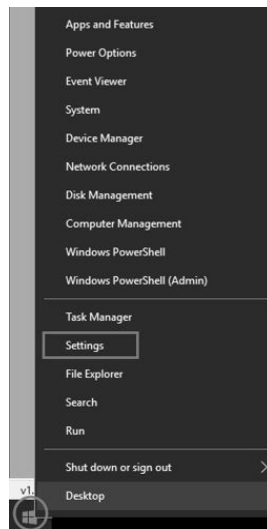 Apps and Features
Power Options
Event Viewer
System
Device Manager
Network Connections
Disk Management
Computer Management
Windows PowerShell
Windows PowerShell (Admin)
Task Manager
Settings
File Explorer
Search
Run
Shut down or sign out
v1.
Desktop